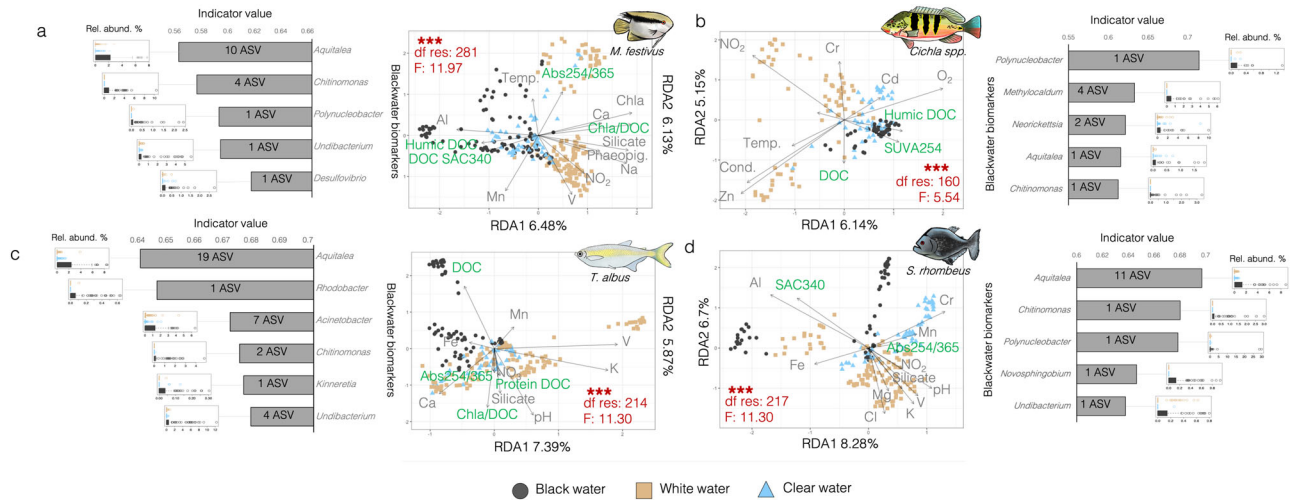 a
Indicator value
Rel. abund. %
0.56
0.58
0.6
0.62
0.64
0.66
10 ASV
Aquitalea
4 ASV
Chitinomonas
1 ASV
Polynucleobacter
1 ASV
Undibacterium
1 ASV
Desulfovibrio
Blackwater biomarkers
***
df res: 281
F: 11.97
M. festivus
Temp.
Abs254/365
Chla
Ca
Al
Chla/DOC
Silicate
Humic DOC
DOC SAC340
Phaeopig.
Na
NO2
Mn
V
RDA1 6.48%
RDA2 6.13%
b
Cichla spp.
NO2
Cr
Cd
O2
Humic DOC
Temp.
SUVA254
Cond.
DOC
Zn
***
df res: 160
F: 5.54
RDA1 6.14%
RDA2 5.15%
Indicator value
0.55
0.6
0.65
0.7
Rel. abund. %
Polynucleobacter
1 ASV
Methylocaldum
4 ASV
Neorickettsia
2 ASV
Aquitalea
1 ASV
Chitinomonas
1 ASV
Blackwater biomarkers
c
Indicator value
Rel. abund. %
0.64
0.65
0.66
0.67
0.68
0.69
0.7
19 ASV
Aquitalea
1 ASV
Rhodobacter
7 ASV
Acinetobacter
2 ASV
Chitinomonas
1 ASV
Kinneretia
4 ASV
Undibacterium
Blackwater biomarkers
T. albus
DOC
Mn
Fe
V
K
Abs254/365
NO2
Protein DOC
Ca
Silicate
Chla/DOC
pH
***
df res: 214
F: 11.30
RDA1 7.39%
RDA2 5.87%
d
S. rhombeus
Al
SAC340
Cr
Mn
Abs254/365
Fe
NO2
Silicate
Mg
pH
V
K
Cl
***
df res: 217
F: 11.30
RDA1 8.28%
RDA2 6.7%
Indicator value
0.6
0.62
0.64
0.66
0.68
0.7
Rel. abund. %
Aquitalea
11 ASV
Chitinomonas
1 ASV
Polynucleobacter
1 ASV
Novosphingobium
1 ASV
Undibacterium
1 ASV
Blackwater biomarkers
Black water
White water
Clear water